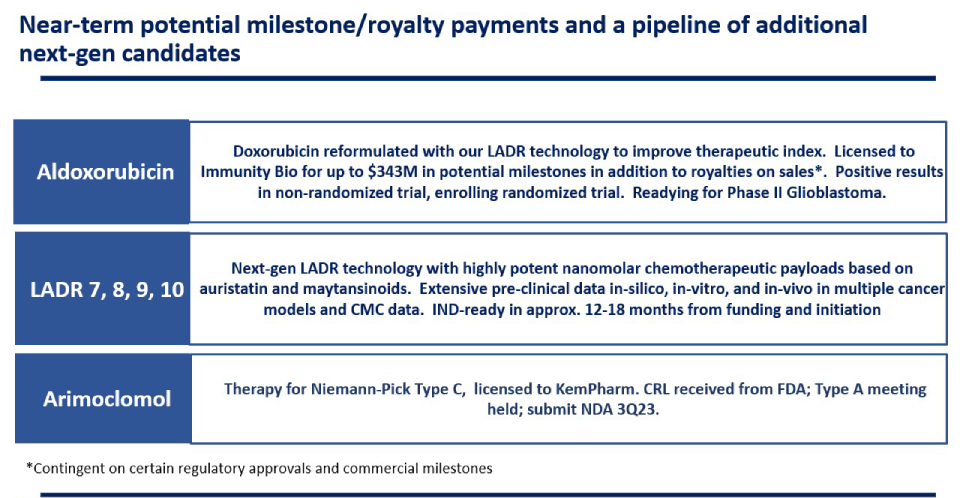 Near-term potential milestone/royalty payments and a pipeline of additional
next-gen candidates
Aldoxorubicin
Doxorubicin reformulated with our LADR technology to improve therapeutic index. Licensed to
Immunity Bio for up to $343M in potential milestones in addition to royalties on sales*. Positive results
in non-randomized trial, enrolling randomized trial. Readying for Phase II Glioblastoma.
LADR 7, 8, 9, 10
Next-gen LADR technology with highly potent nanomolar chemotherapeutic payloads based on
auristatin and maytansinoids. Extensive pre-clinical data in-silico, in-vitro, and in-vivo in multiple cancer
models and CMC data. IND-ready in approx. 12-18 months from funding and initiation
Arimoclomol
Therapy for Niemann-Pick Type C, licensed to KemPharm. CRL received from FDA; Type A meeting
held; submit NDA 3Q23.
*Contingent on certain regulatory approvals and commercial milestones